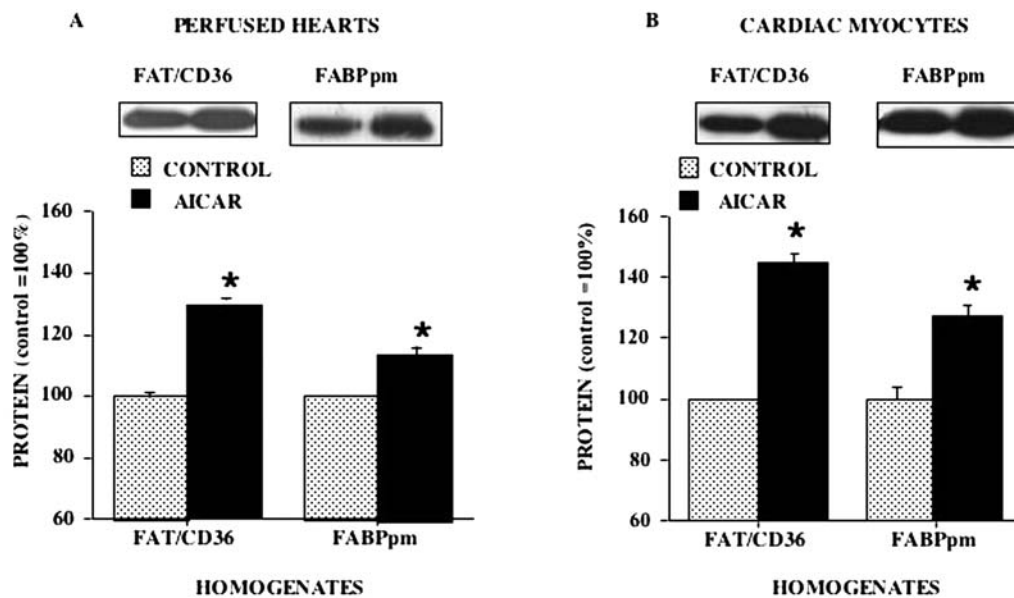 A PERFUSED HEARTS
FAT/CD36 FABPpm
CONTROL
AICAR
PROTEIN (control =100%)
160
140
120
100
80
60
* *
FAT/CD36 FABPpm
HOMOGENATES
B CARDIAC MYOCYTES
FAT/CD36 FABPpm
CONTROL
AICAR
PROTEIN (control =100%)
160
140
120
100
80
60
* *
FAT/CD36 FABPpm
HOMOGENATES